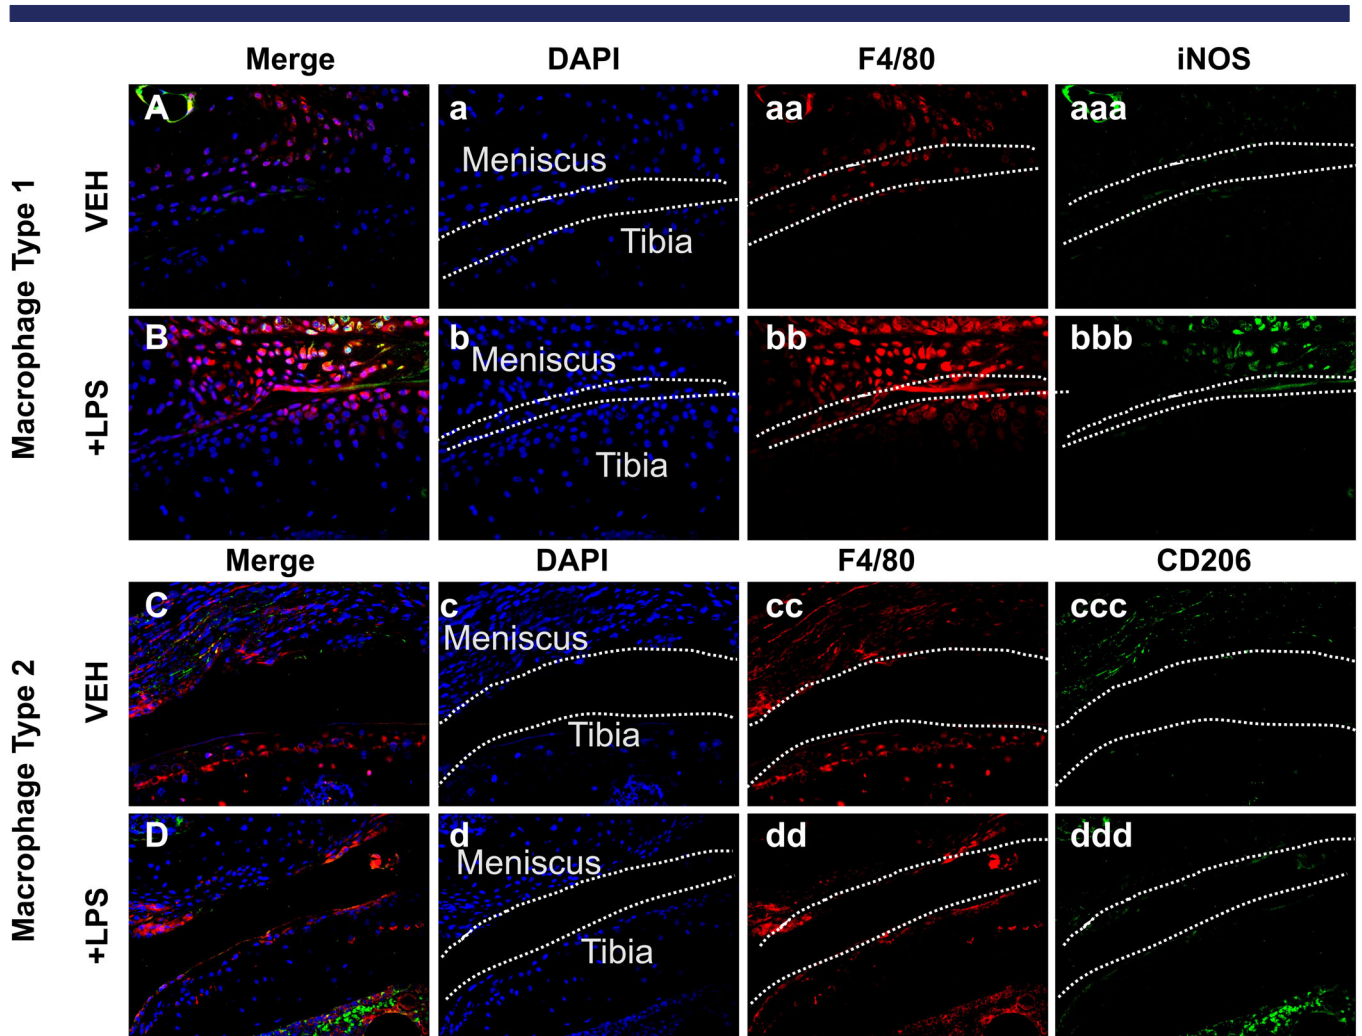 Merge DAPI F4/80 iNOS
Macrophage Type 1
VEH
A a aa aaa
Meniscus
Tibia
+LPS
B b bb bbb
Meniscus
Tibia
Merge DAPI F4/80 CD206
Macrophage Type 2
VEH
C c cc ccc
Meniscus
Tibia
+LPS
D d dd ddd
Meniscus
Tibia